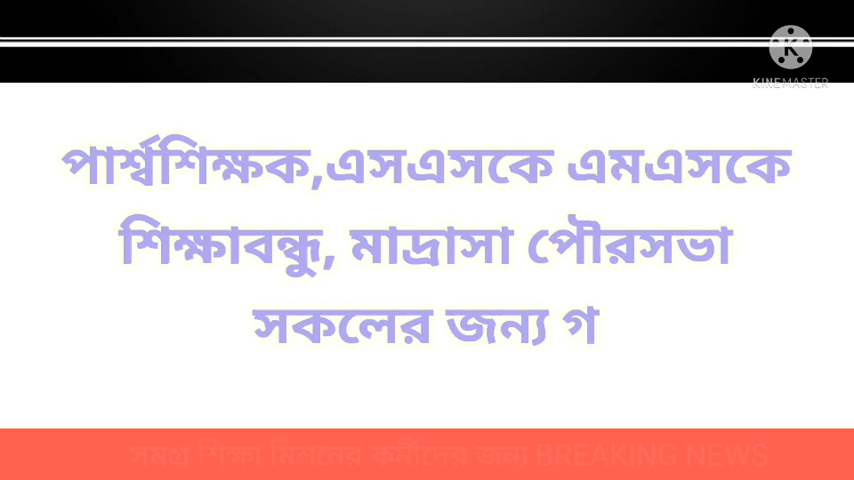 KINEMASTER
পার্শ্বশিক্ষক,এসএসকে এমএসকে
শিক্ষাবন্ধু, মাদ্রাসা পৌরসভা
সকলের জন্য গ
সমগ্র শিক্ষা মিশনের কর্মীদের জন্য BREAKING NEWS